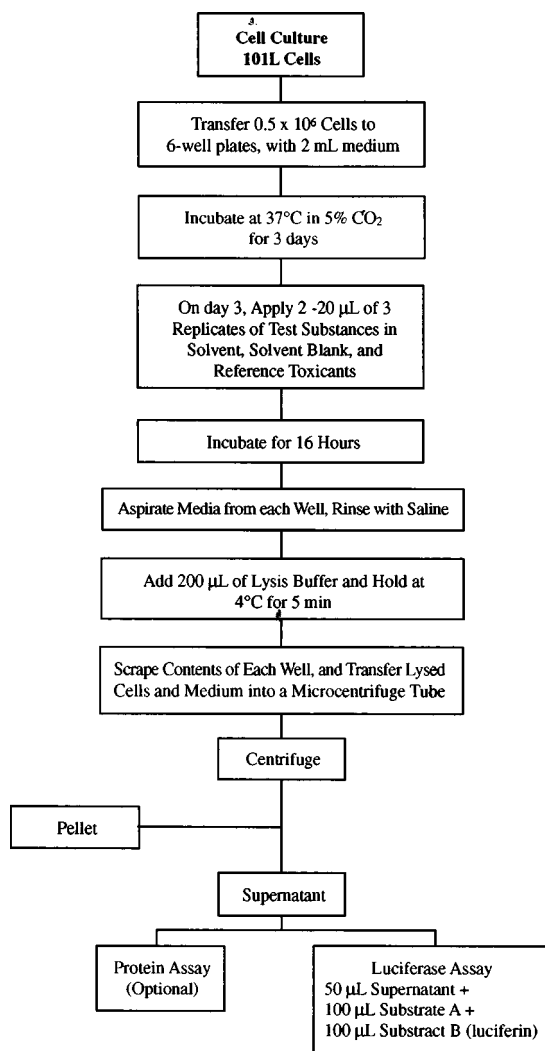 Cell Culture
101L Cells
Transfer 0.5 x 10⁶ Cells to
6-well plates, with 2 mL medium
Incubate at 37°C in 5% CO₂
for 3 days
On day 3, Apply 2 -20 µL of 3
Replicates of Test Substances in
Solvent, Solvent Blank, and
Reference Toxicants
Incubate for 16 Hours
Aspirate Media from each Well, Rinse with Saline
Add 200 µL of Lysis Buffer and Hold at
4°C for 5 min
Scrape Contents of Each Well, and Transfer Lysed
Cells and Medium into a Microcentrifuge Tube
Centrifuge
Pellet
Supernatant
Protein Assay
(Optional)
Luciferase Assay
50 µL Supernatant +
100 µL Substrate A +
100 µL Substract B (luciferin)